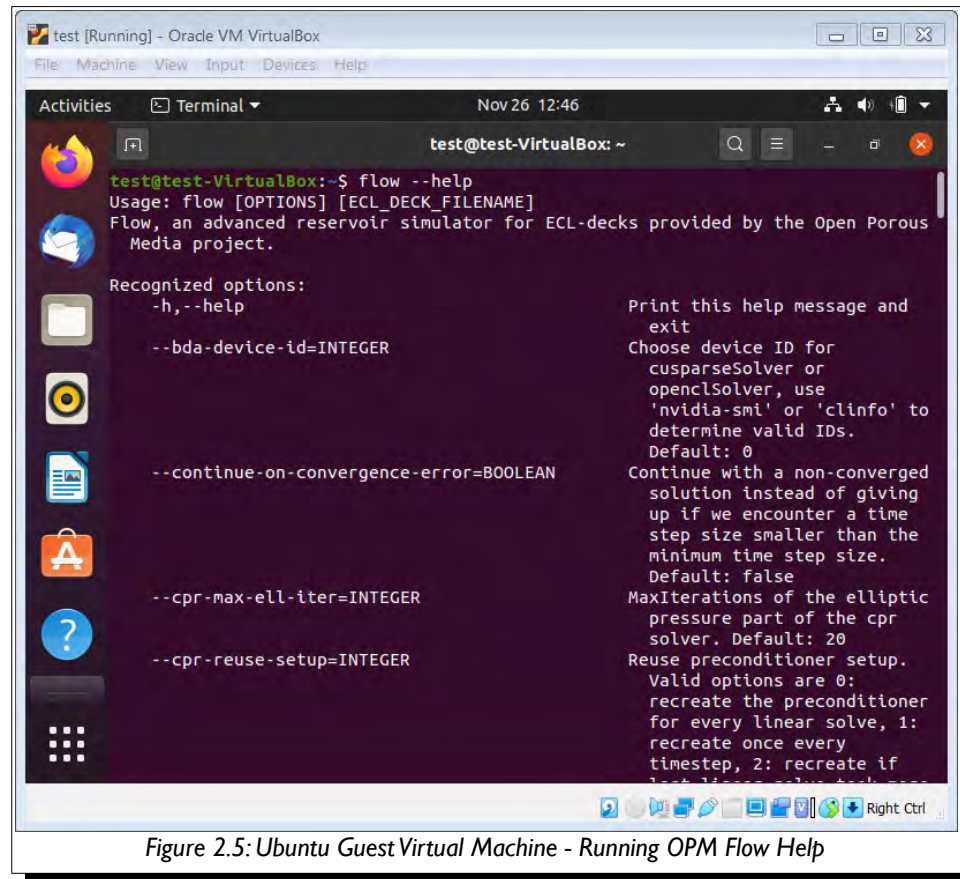 test [Running] - Oracle VM VirtualBox
File Machine View Input Devices Help
Activities Terminal Nov 26 12:46
test@test-VirtualBox: ~
test@test-VirtualBox:~$ flow --help
Usage: flow [OPTIONS] [ECL_DECK_FILENAME]
Flow, an advanced reservoir simulator for ECL-decks provided by the Open Porous
Media project.
Recognized options:
-h,--help Print this help message and
exit
--bda-device-id=INTEGER Choose device ID for
cusparseSolver or
openclSolver, use
'nvidia-smi' or 'clinfo' to
determine valid IDs.
Default: 0
--continue-on-convergence-error=BOOLEAN Continue with a non-converged
solution instead of giving
up if we encounter a time
step size smaller than the
minimum time step size.
Default: false
--cpr-max-ell-iter=INTEGER MaxIterations of the elliptic
pressure part of the cpr
solver. Default: 20
--cpr-reuse-setup=INTEGER Reuse preconditioner setup.
Valid options are 0:
recreate the preconditioner
for every linear solve, 1:
recreate once every
timestep, 2: recreate if
Right Ctrl
Figure 2.5: Ubuntu Guest Virtual Machine - Running OPM Flow Help